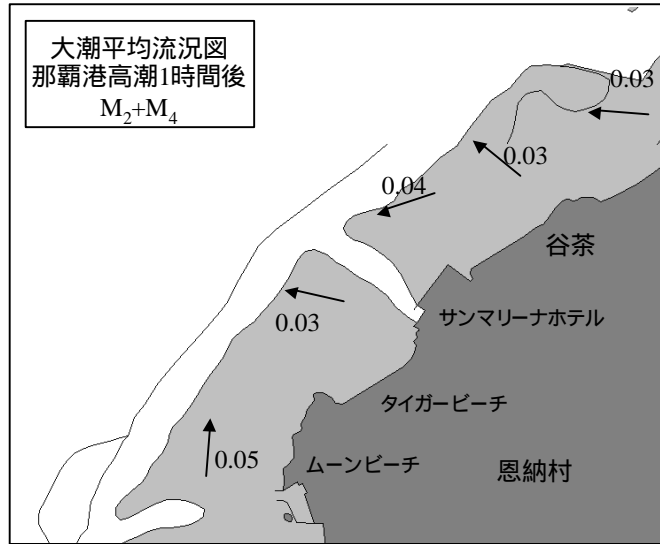 大潮平均流況図
那覇港高潮1時間後
M₂+M₄
0.03
0.03
0.04
谷茶
0.03
サンマリーナホテル
タイガービーチ
0.05
ムーンビーチ
恩納村